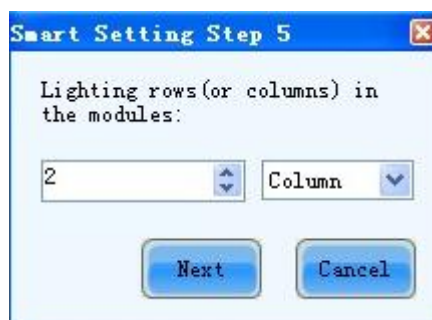 Smart Setting Step 5
Lighting rows(or columns) in
the modules:
2 Column
Next Cancel